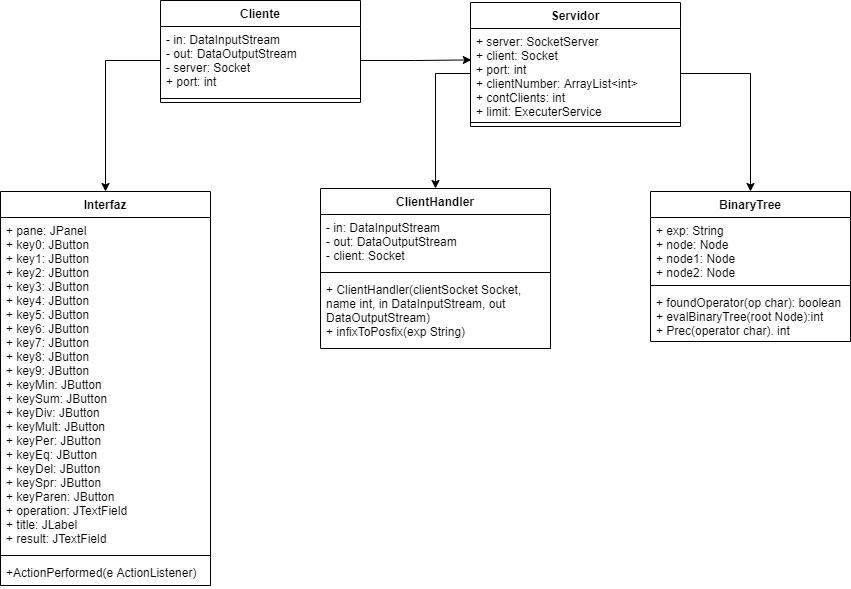 Cliente
- in: DataInputStream
- out: DataOutputStream
- server: Socket
+ port: int
Servidor
+ server: SocketServer
+ client: Socket
+ port: int
+ clientNumber: ArrayList<int>
+ contClients: int
+ limit: ExecuterService
Interfaz
+ pane: JPanel
+ key0: JButton
+ key1: JButton
+ key2: JButton
+ key3: JButton
+ key4: JButton
+ key5: JButton
+ key6: JButton
+ key7: JButton
+ key8: JButton
+ key9: JButton
+ keyMin: JButton
+ keySum: JButton
+ keyDiv: JButton
+ keyMult: JButton
+ keyPer: JButton
+ keyEq: JButton
+ keyDel: JButton
+ keySpr: JButton
+ keyParen: JButton
+ operation: JTextField
+ title: JLabel
+ result: JTextField
+ActionPerformed(e ActionListener)
ClientHandler
- in: DataInputStream
- out: DataOutputStream
- client: Socket
+ ClientHandler(clientSocket Socket,
name int, in DataInputStream, out
DataOutputStream)
+ infixToPosfix(exp String)
BinaryTree
+ exp: String
+ node: Node
+ node1: Node
+ node2: Node
+ foundOperator(op char): boolean
+ evalBinaryTree(root Node):int
+ Prec(operator char). int